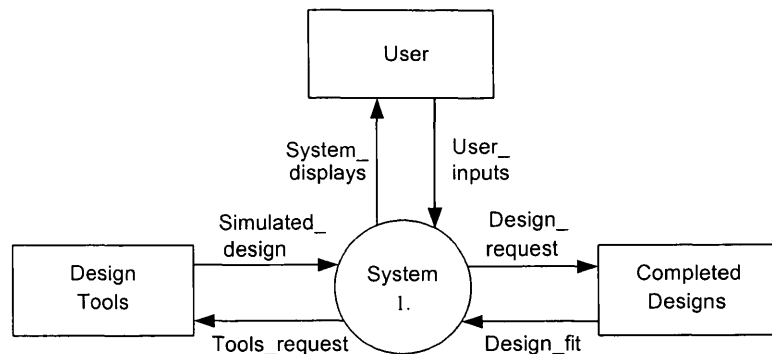 User
System_
displays
User_
inputs
Simulated_
design
Design_
request
Design
Tools
System
1.
Completed
Designs
Tools_request
Design_fit